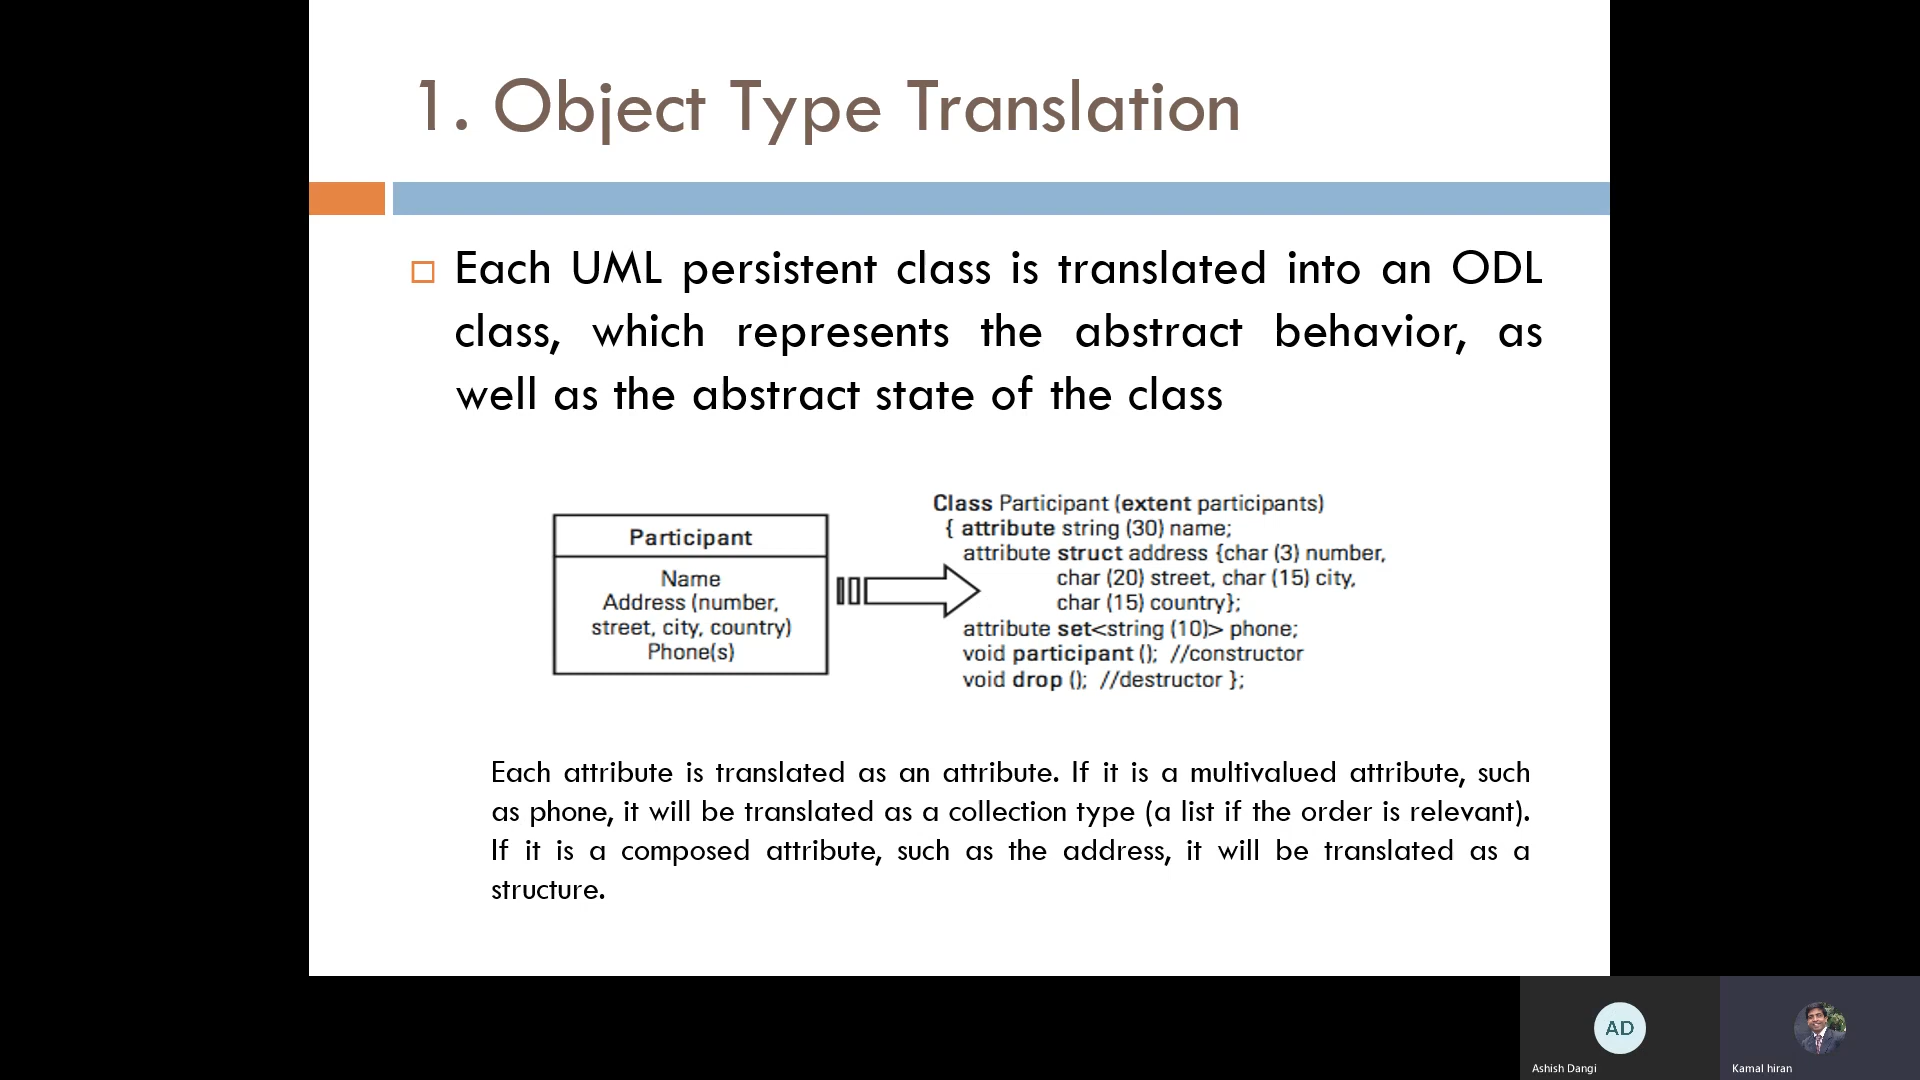 1. Object Type Translation
Each UML persistent class is translated into an ODL
class, which represents the abstract behavior, as
well as the abstract state of the class
Participant
Name
Address (number,
street, city, country)
Phone(s)
Class Participant (extent participants)
{ attribute string (30) name;
attribute struct address {char (3) number,
char (20) street, char (15) city,
char (15) country};
attribute set<string (10)> phone;
void participant (); //constructor
void drop (); //destructor };
Each attribute is translated as an attribute. If it is a multivalued attribute, such
as phone, it will be translated as a collection type (a list if the order is relevant).
If it is a composed attribute, such as the address, it will be translated as a
structure.
AD
Ashish Dangi
Kamal hiran